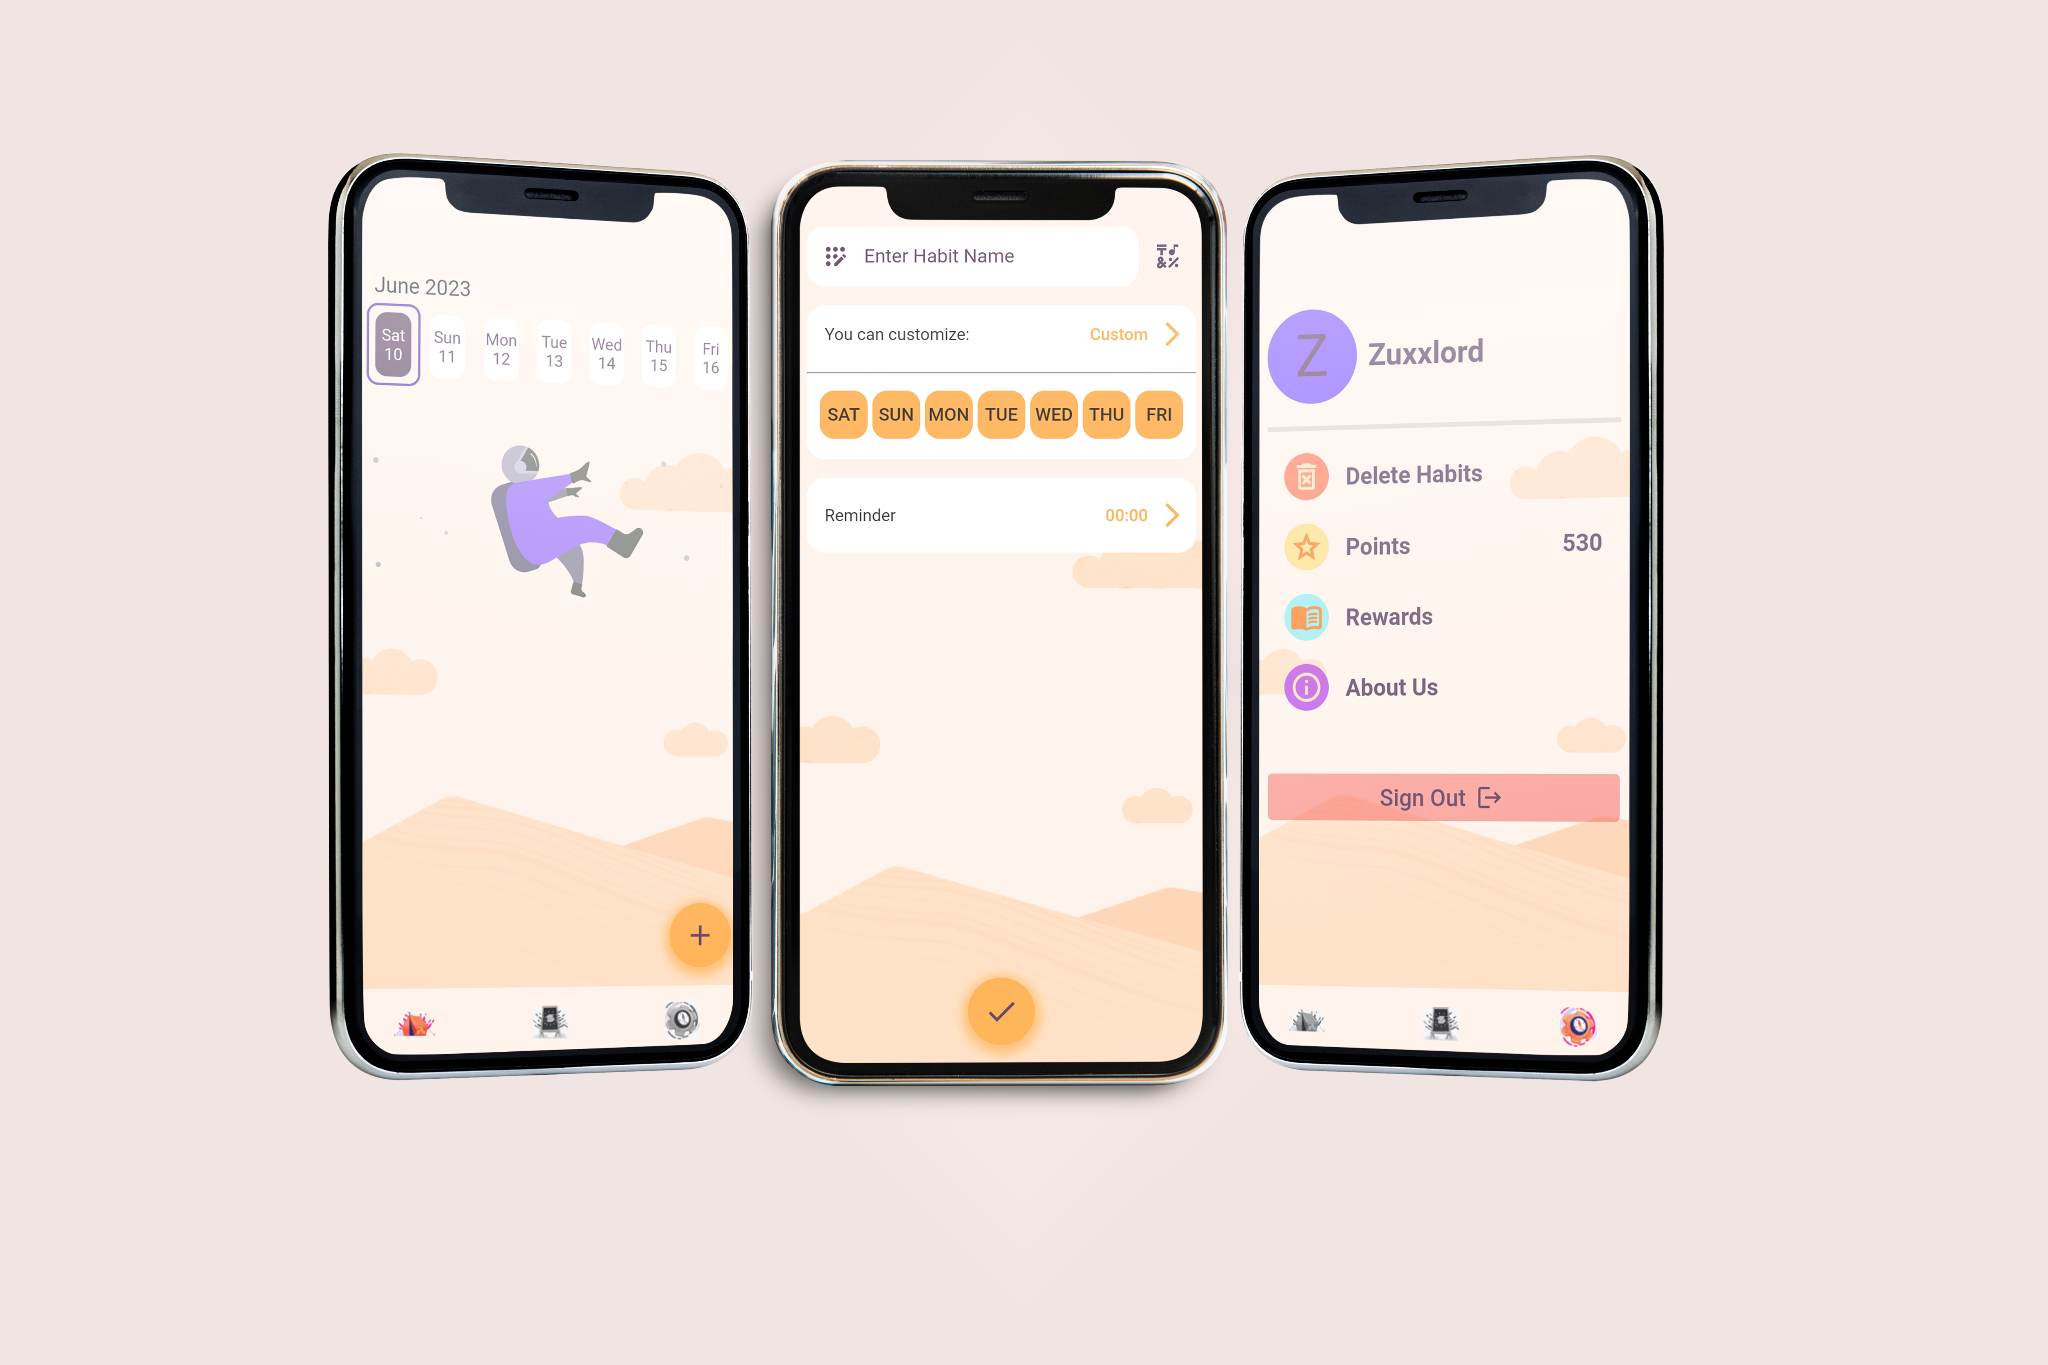 June 2023
Sat Sun Mon Tue Wed Thu Fri
10 11 12 13 14 15 16
Enter Habit Name
You can customize: Custom
SAT SUN MON TUE WED THU FRI
Reminder 00:00
Z Zuxxlord
Delete Habits
Points 530
Rewards
About Us
Sign Out